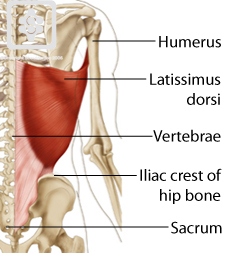 Humerus
Latissimus
dorsi
Vertebrae
Iliac crest of
hip bone
Sacrum